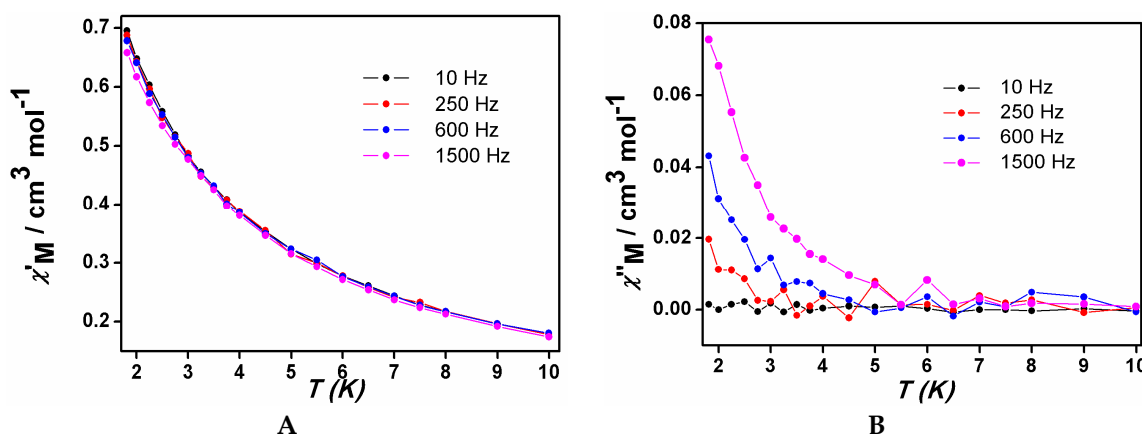 0.7
0.6
0.5
0.4
0.3
0.2
χ'M / cm³ mol⁻¹
10 Hz
250 Hz
600 Hz
1500 Hz
2 3 4 5 6 7 8 9 10
T (K)
A
0.08
0.06
0.04
0.02
0.00
χ"M / cm³ mol⁻¹
10 Hz
250 Hz
600 Hz
1500 Hz
2 3 4 5 6 7 8 9 10
T (K)
B